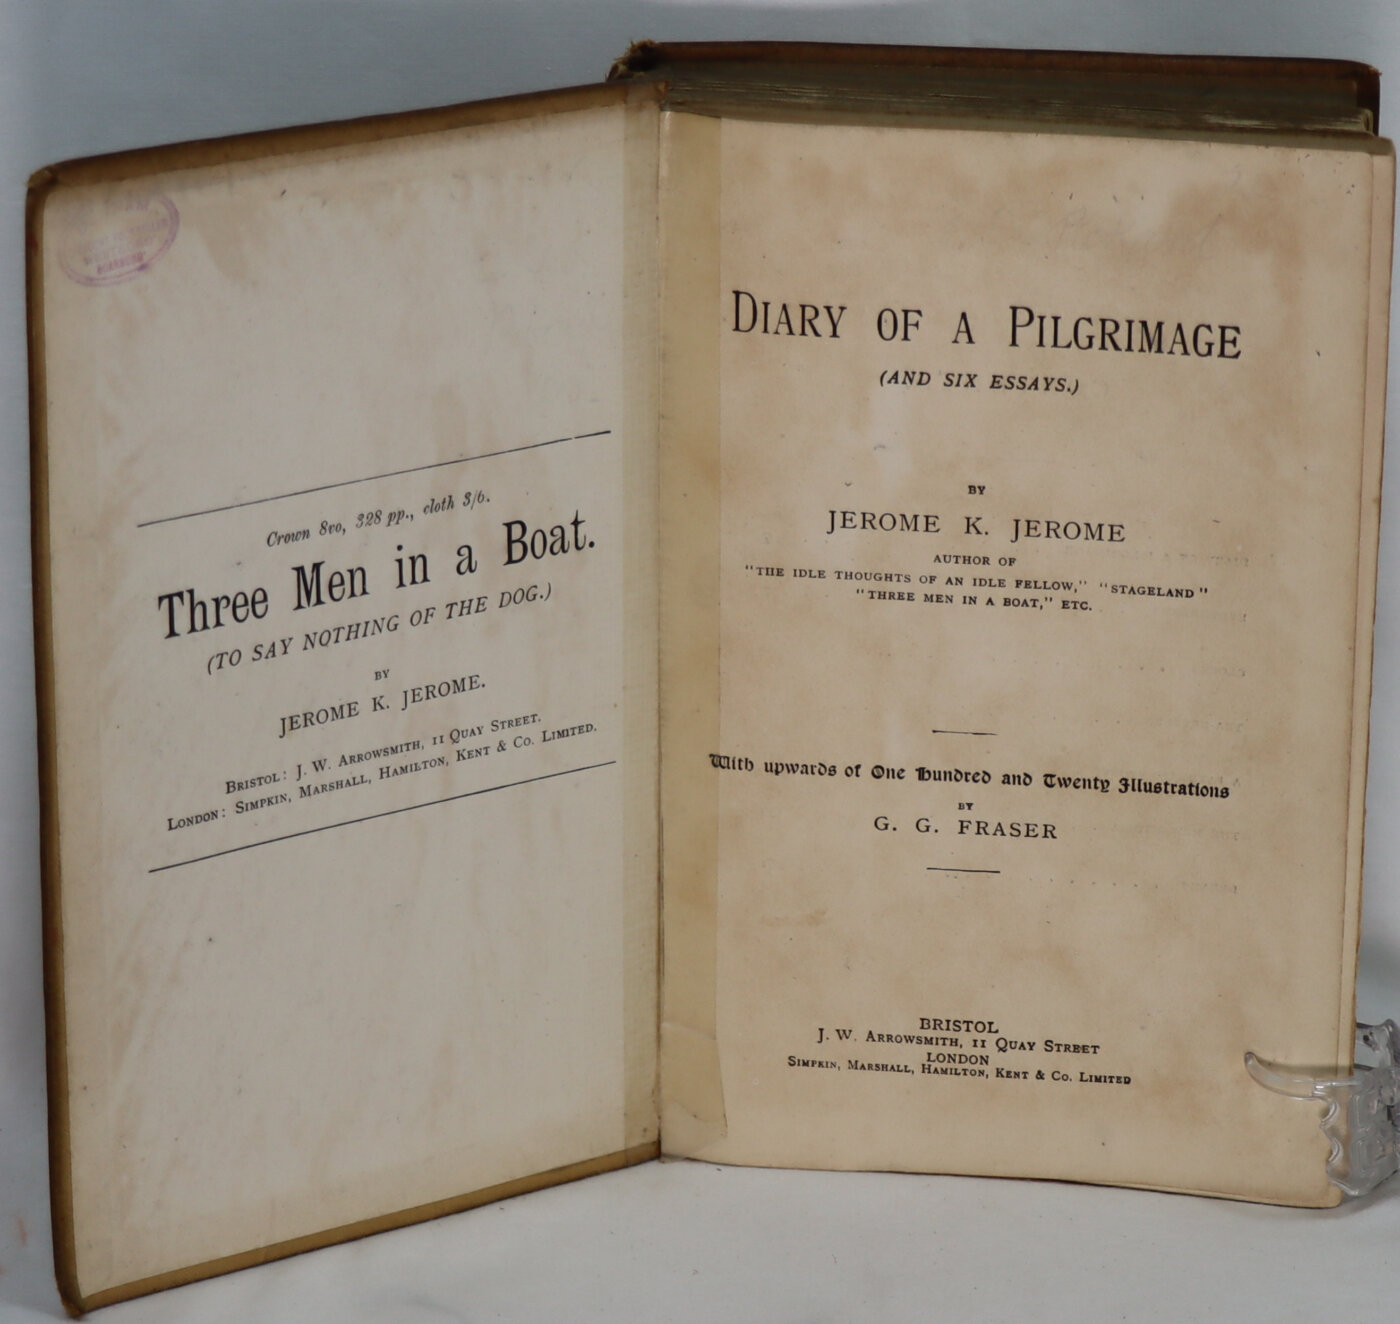 Crown 8vo, 328 pp., cloth 3/6.
Three Men in a Boat.
(TO SAY NOTHING OF THE DOG.)
BY
JEROME K. JEROME.
BRISTOL: J. W. ARROWSMITH, 11 QUAY STREET.
LONDON: SIMPKIN, MARSHALL, HAMILTON, KENT & CO. LIMITED.
DIARY OF A PILGRIMAGE
(AND SIX ESSAYS.)
BY
JEROME K. JEROME
AUTHOR OF
"THE IDLE THOUGHTS OF AN IDLE FELLOW," "STAGELAND"
"THREE MEN IN A BOAT," ETC.
With upwards of One Hundred and Twenty Illustrations
BY
G. G. FRASER
BRISTOL
J. W. ARROWSMITH, 11 QUAY STREET
LONDON
SIMPKIN, MARSHALL, HAMILTON, KENT & CO. LIMITED